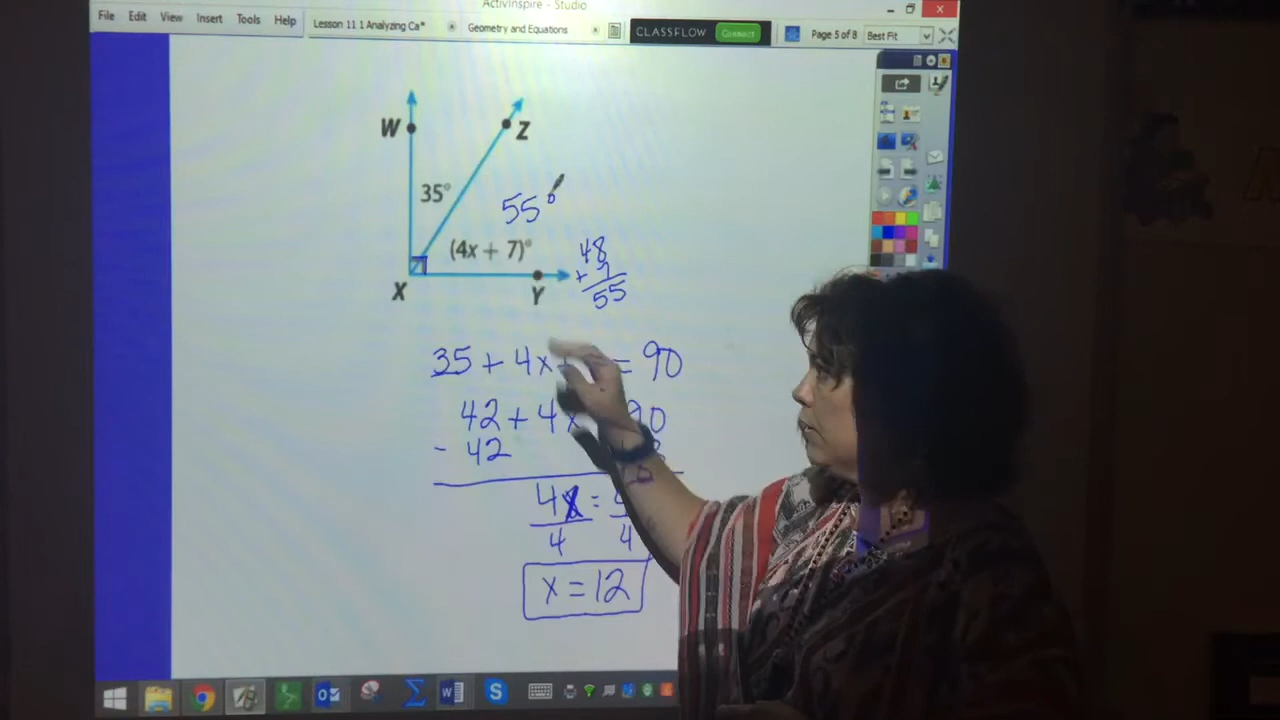 ActivInspire - Studio
File Edit View Insert Tools Help
Lesson 11 1 Analyzing Ca*
Geometry and Equations
CLASSFLOW Connect
Page 5 of 8
Best Fit
W
Z
35°
55°
(4x + 7)°
X
Y
48
+ 7
55
35 + 4x + = 90
42 + 4x 90
- 42
4x =
4 4
x = 12